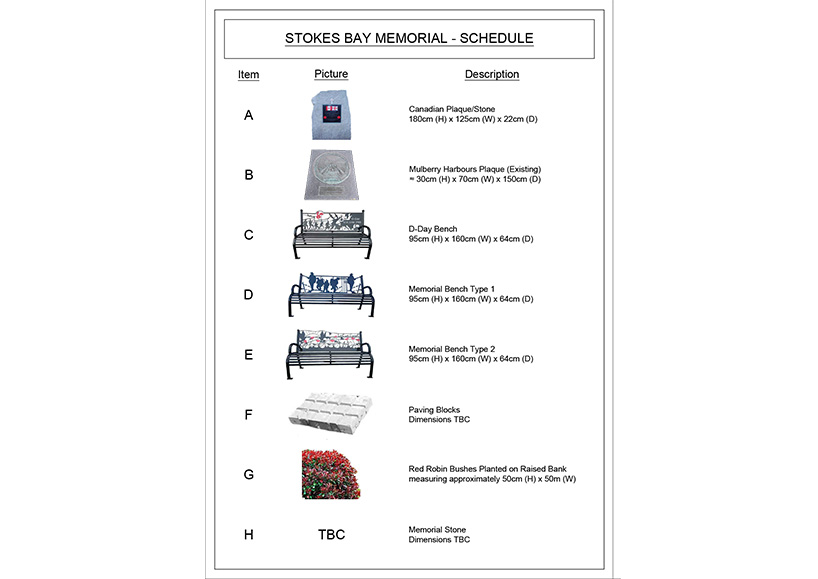 STOKES BAY MEMORIAL - SCHEDULE
Item Picture Description
A
Canadian Plaque/Stone
180cm (H) x 125cm (W) x 22cm (D)
B
Mulberry Harbours Plaque (Existing)
= 30cm (H) x 70cm (W) x 150cm (D)
C
D-Day Bench
95cm (H) x 160cm (W) x 64cm (D)
D
Memorial Bench Type 1
95cm (H) x 160cm (W) x 64cm (D)
E
Memorial Bench Type 2
95cm (H) x 160cm (W) x 64cm (D)
F
Paving Blocks
Dimensions TBC
G
Red Robin Bushes Planted on Raised Bank
measuring approximately 50cm (H) x 50m (W)
H TBC
Memorial Stone
Dimensions TBC